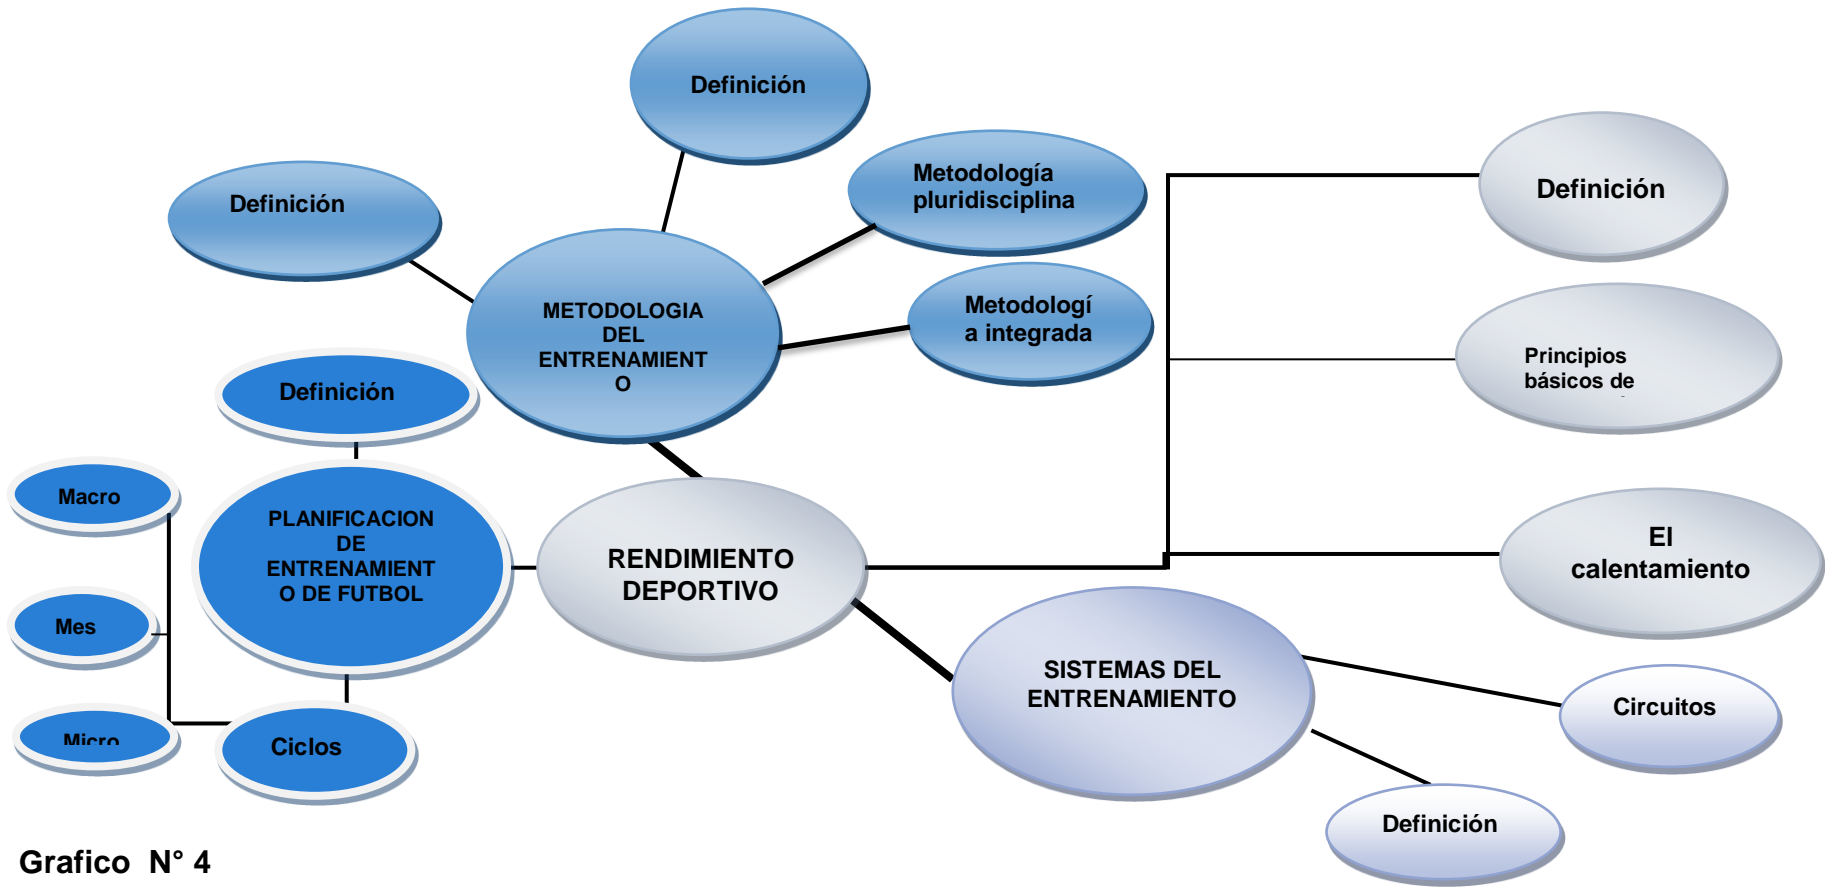 Definición
Definición
Metodología
pluridisciplina
Metodologí
a integrada
METODOLOGIA
DEL
ENTRENAMIENT
O
Definición
Macro
Mes
Micro
PLANIFICACION
DE
ENTRENAMIENT
O DE FUTBOL
Ciclos
RENDIMIENTO
DEPORTIVO
Definición
Principios
básicos de
El
calentamiento
SISTEMAS DEL
ENTRENAMIENTO
Circuitos
Definición
Grafico N° 4